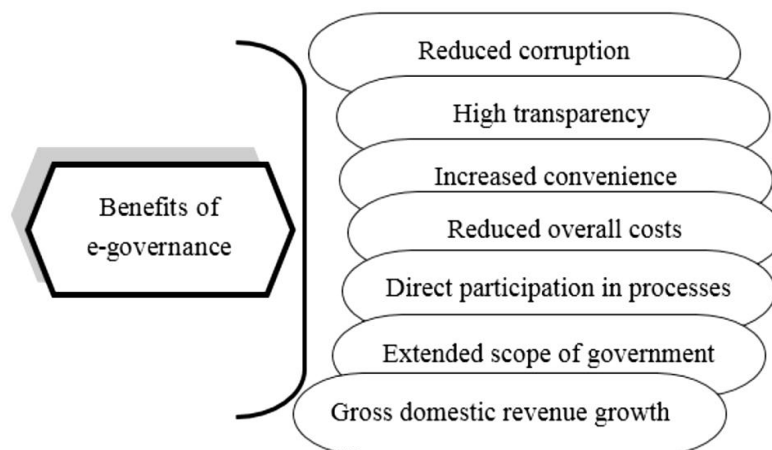 Benefits of
e-governance
Reduced corruption
High transparency
Increased convenience
Reduced overall costs
Direct participation in processes
Extended scope of government
Gross domestic revenue growth